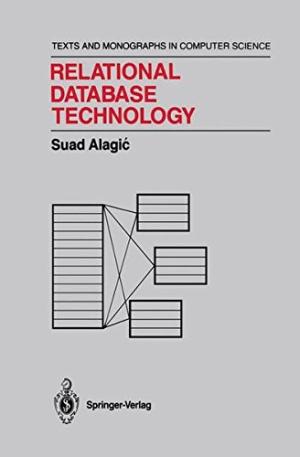 TEXTS AND MONOGRAPHS IN COMPUTER SCIENCE
RELATIONAL
DATABASE
TECHNOLOGY
Suad Alagić
Springer-Verlag